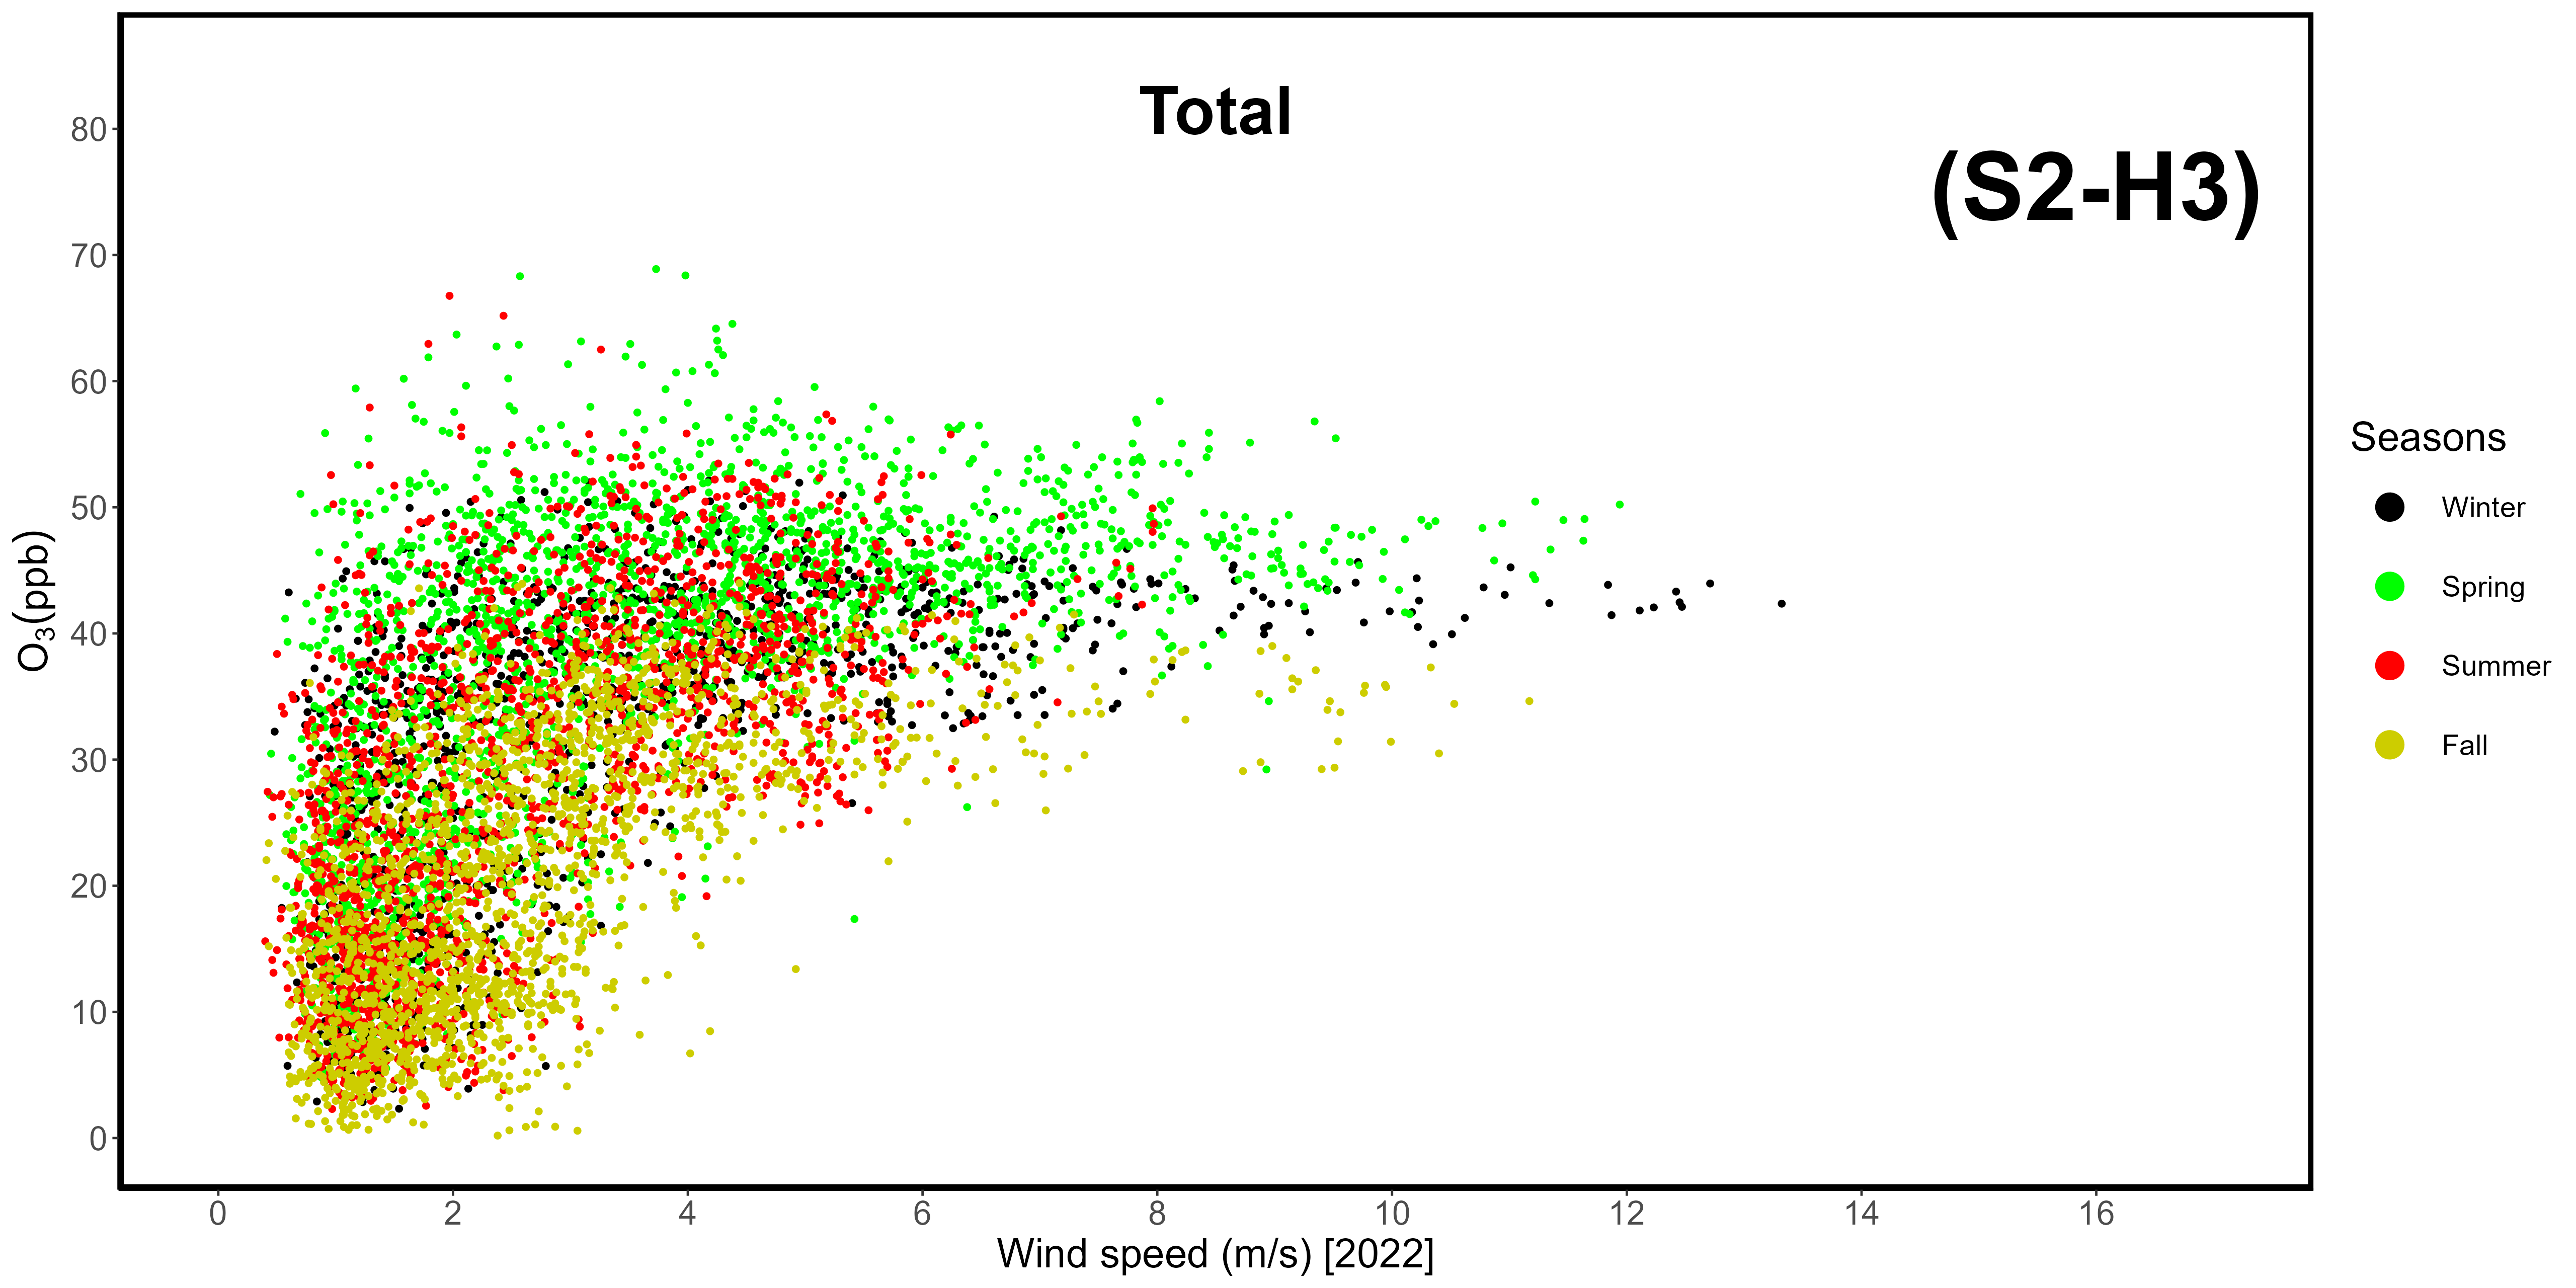 Total
(S2-H3)
80
70
60
50
40
30
20
10
0
O₃(ppb)
0 2 4 6 8 10 12 14 16
Wind speed (m/s) [2022]
Seasons
Winter
Spring
Summer
Fall